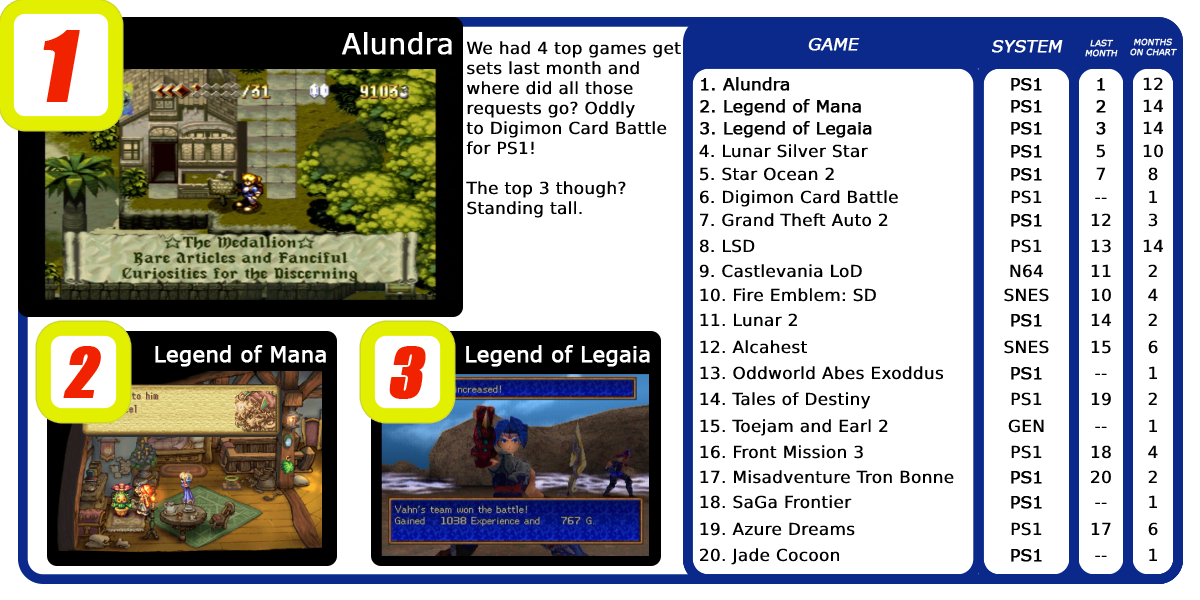 1
Alundra
/31
91033
☆The Medallion☆
Rare Articles and Fanciful
Curiosities for the Discerning
We had 4 top games get
sets last month and
where did all those
requests go? Oddly
to Digimon Card Battle
for PS1!
The top 3 though?
Standing tall.
2
Legend of Mana
to him
el
3
Legend of Legaia
increased!
Vahn's team won the battle!
Gained 1038 Experience and 767 G
GAME SYSTEM LAST MONTH MONTHS ON CHART
1. Alundra PS1 1 12
2. Legend of Mana PS1 2 14
3. Legend of Legaia PS1 3 14
4. Lunar Silver Star PS1 5 10
5. Star Ocean 2 PS1 7 8
6. Digimon Card Battle PS1 -- 1
7. Grand Theft Auto 2 PS1 12 3
8. LSD PS1 13 14
9. Castlevania LoD N64 11 2
10. Fire Emblem: SD SNES 10 4
11. Lunar 2 PS1 14 2
12. Alcahest SNES 15 6
13. Oddworld Abes Exoddus PS1 -- 1
14. Tales of Destiny PS1 19 2
15. Toejam and Earl 2 GEN -- 1
16. Front Mission 3 PS1 18 4
17. Misadventure Tron Bonne PS1 20 2
18. SaGa Frontier PS1 -- 1
19. Azure Dreams PS1 17 6
20. Jade Cocoon PS1 -- 1